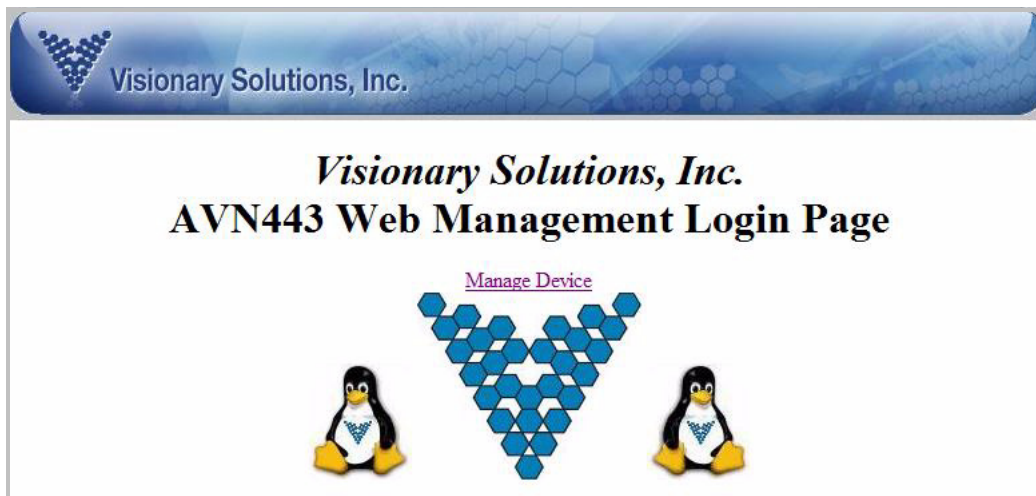 Visionary Solutions, Inc.
Visionary Solutions, Inc.
AVN443 Web Management Login Page
Manage Device